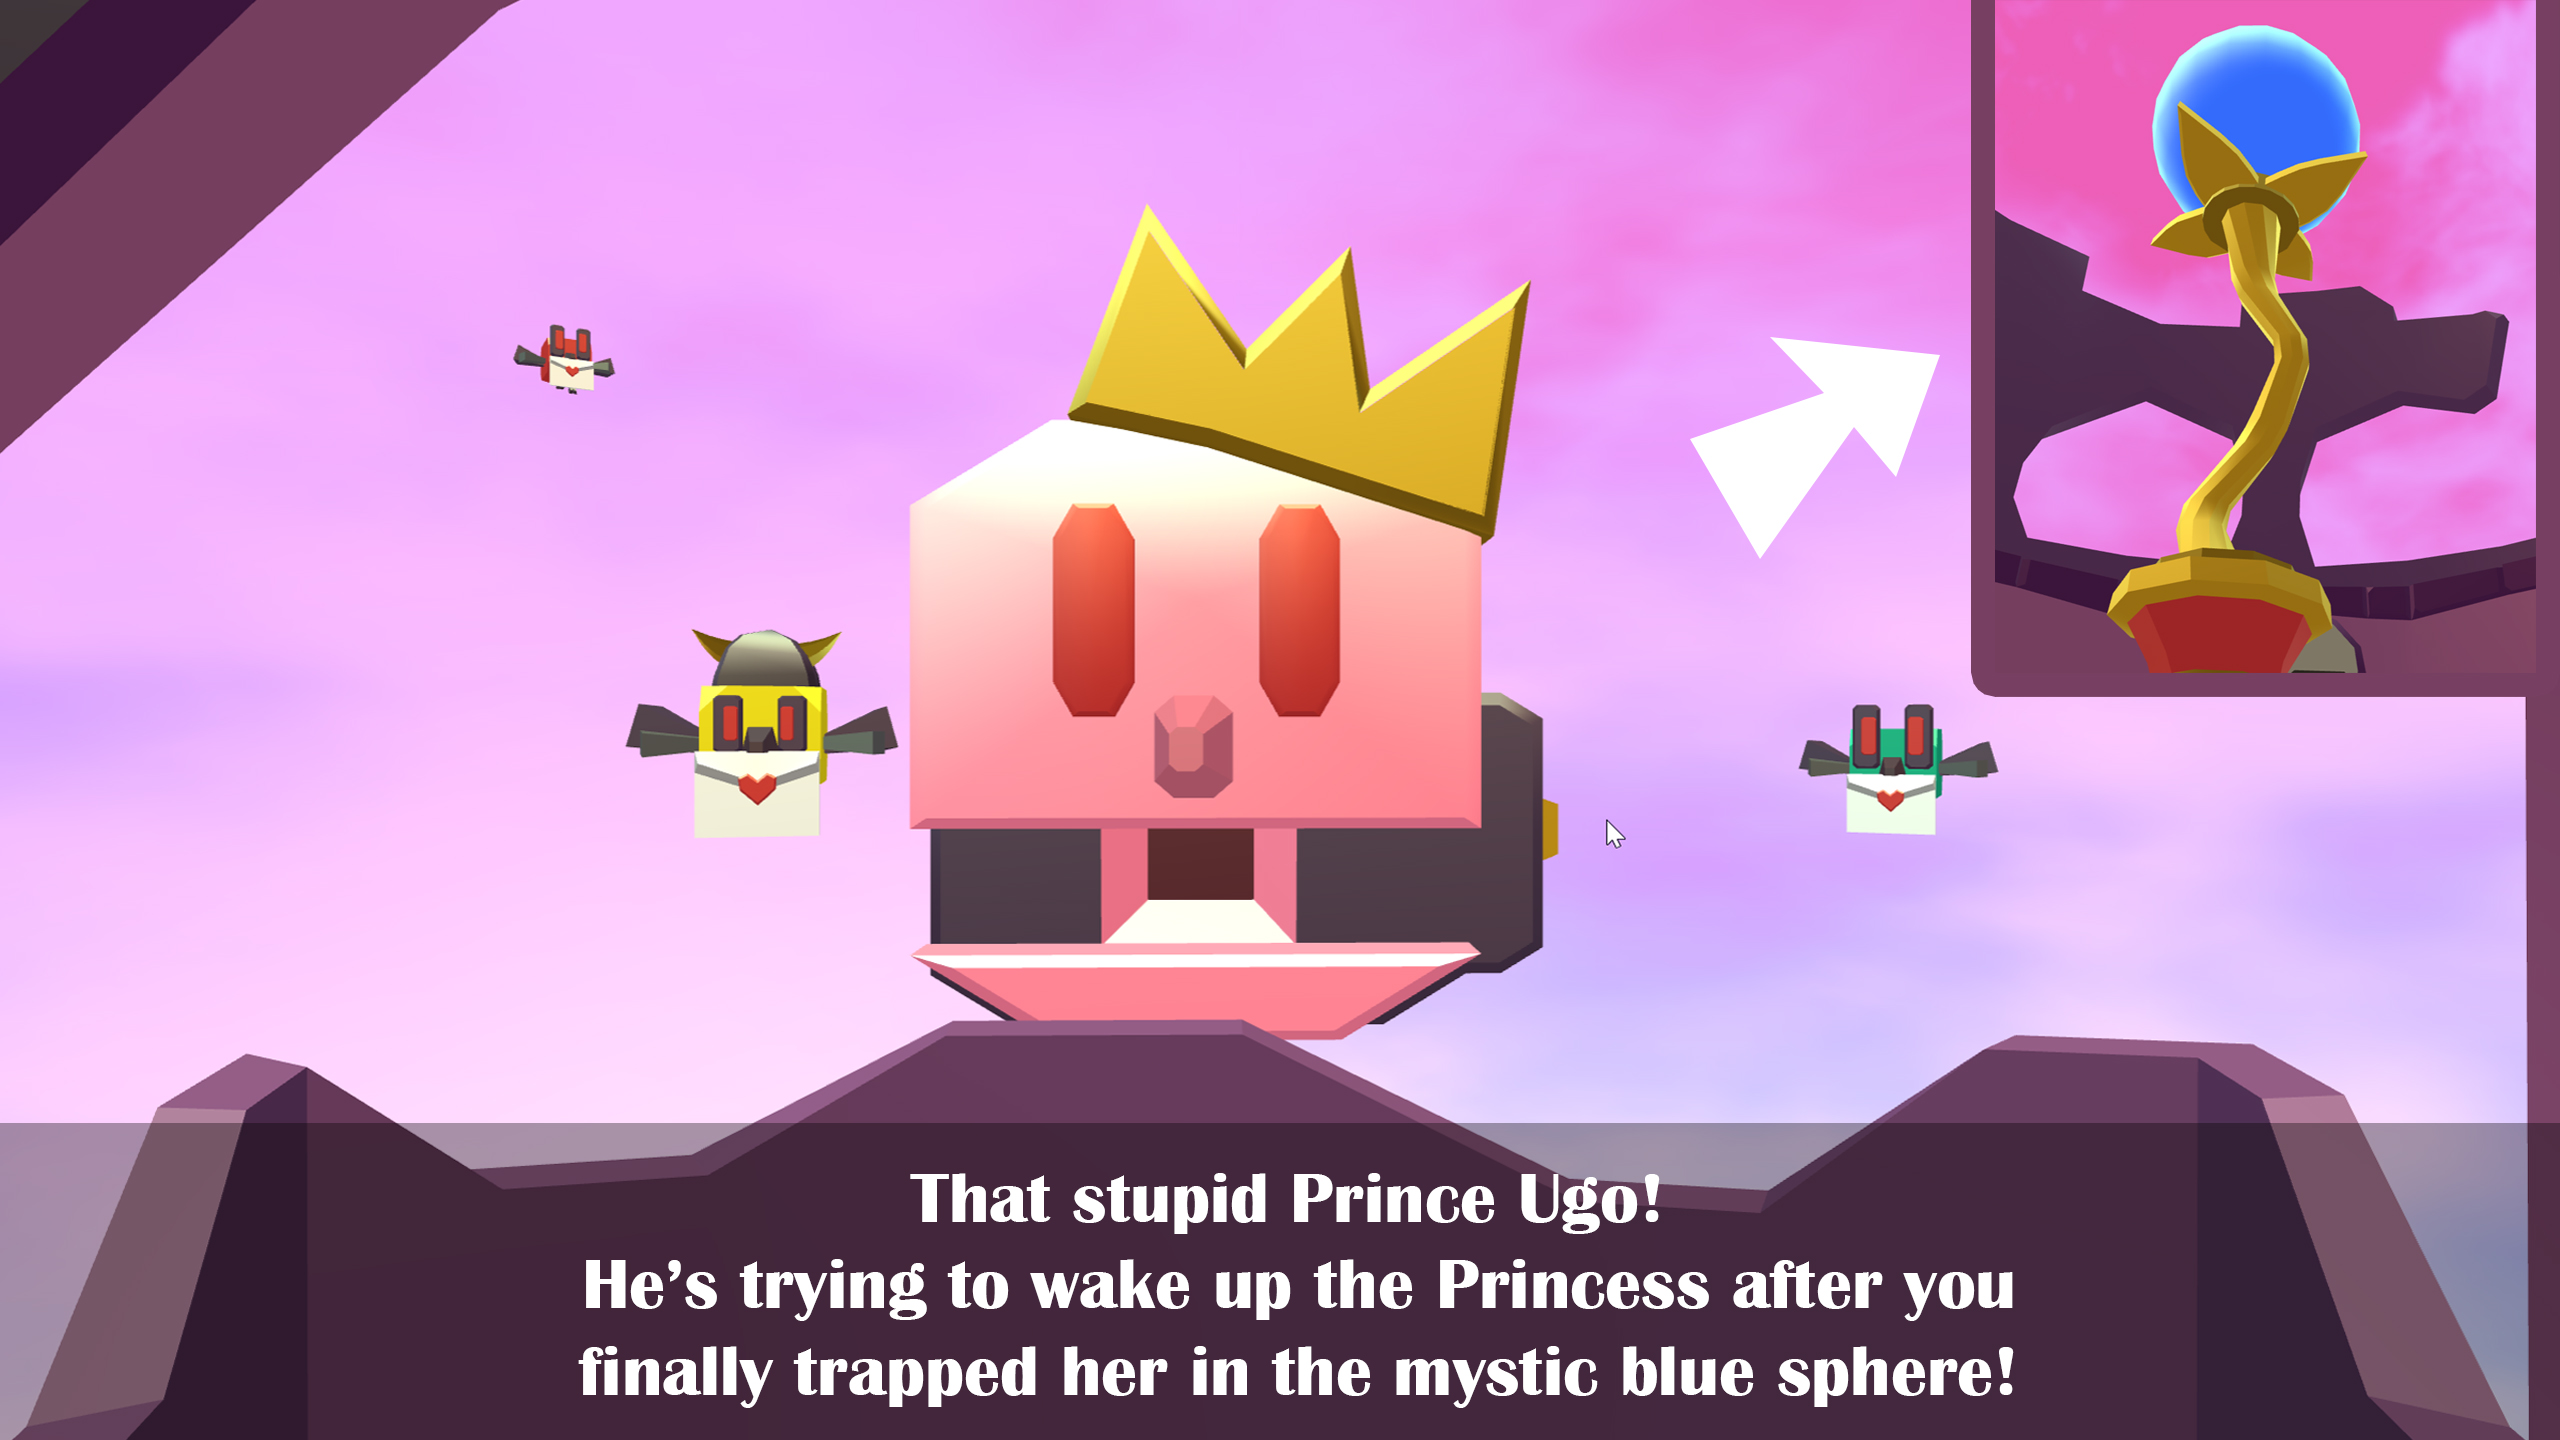 That stupid Prince Ugo!
He’s trying to wake up the Princess after you
finally trapped her in the mystic blue sphere!